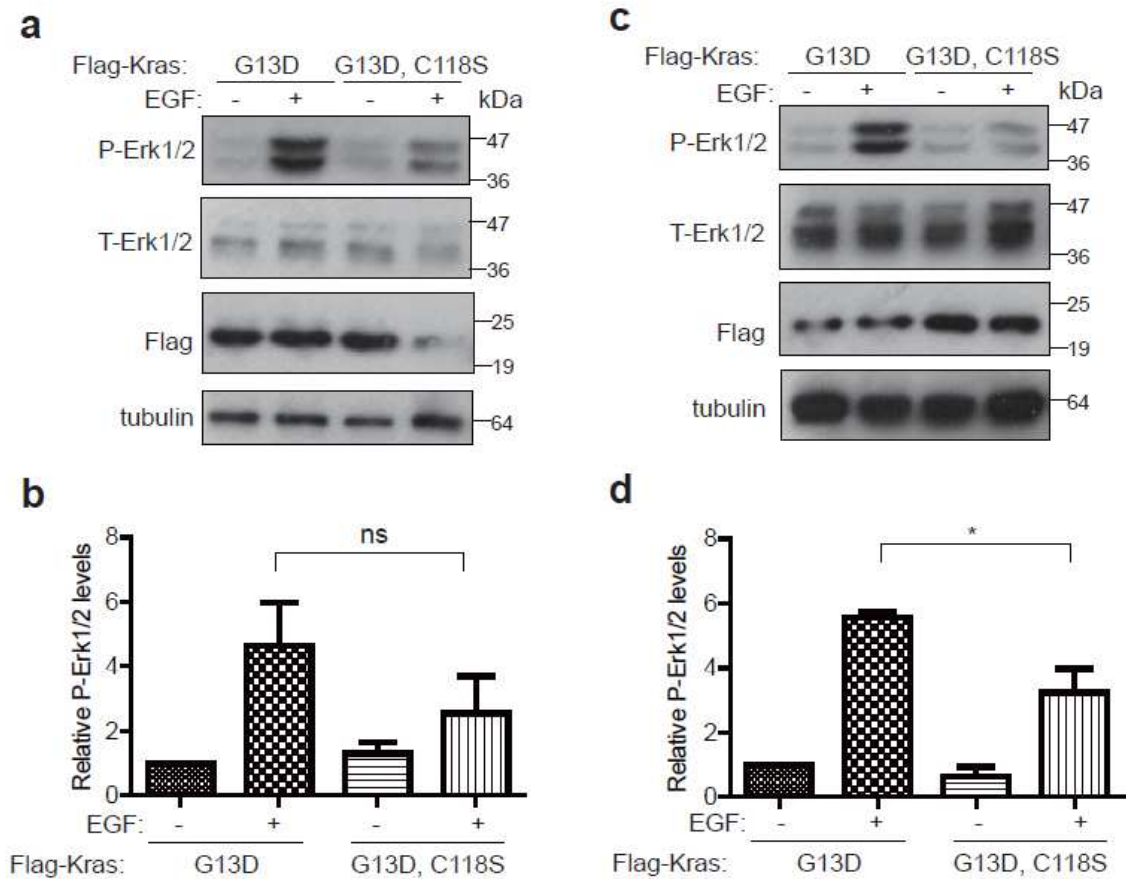 a
Flag-Kras: G13D G13D, C118S
EGF: - + - + kDa
P-Erk1/2 47
36
T-Erk1/2 47
36
Flag 25
19
tubulin 64
b
ns
Relative P-Erk1/2 levels
8
6
4
2
0
EGF: - + - +
Flag-Kras: G13D G13D, C118S
c
Flag-Kras: G13D G13D, C118S
EGF: - + - + kDa
P-Erk1/2 47
36
T-Erk1/2 47
36
Flag 25
19
tubulin 64
d
*
Relative P-Erk1/2 levels
8
6
4
2
0
EGF: - + - +
Flag-Kras: G13D G13D, C118S